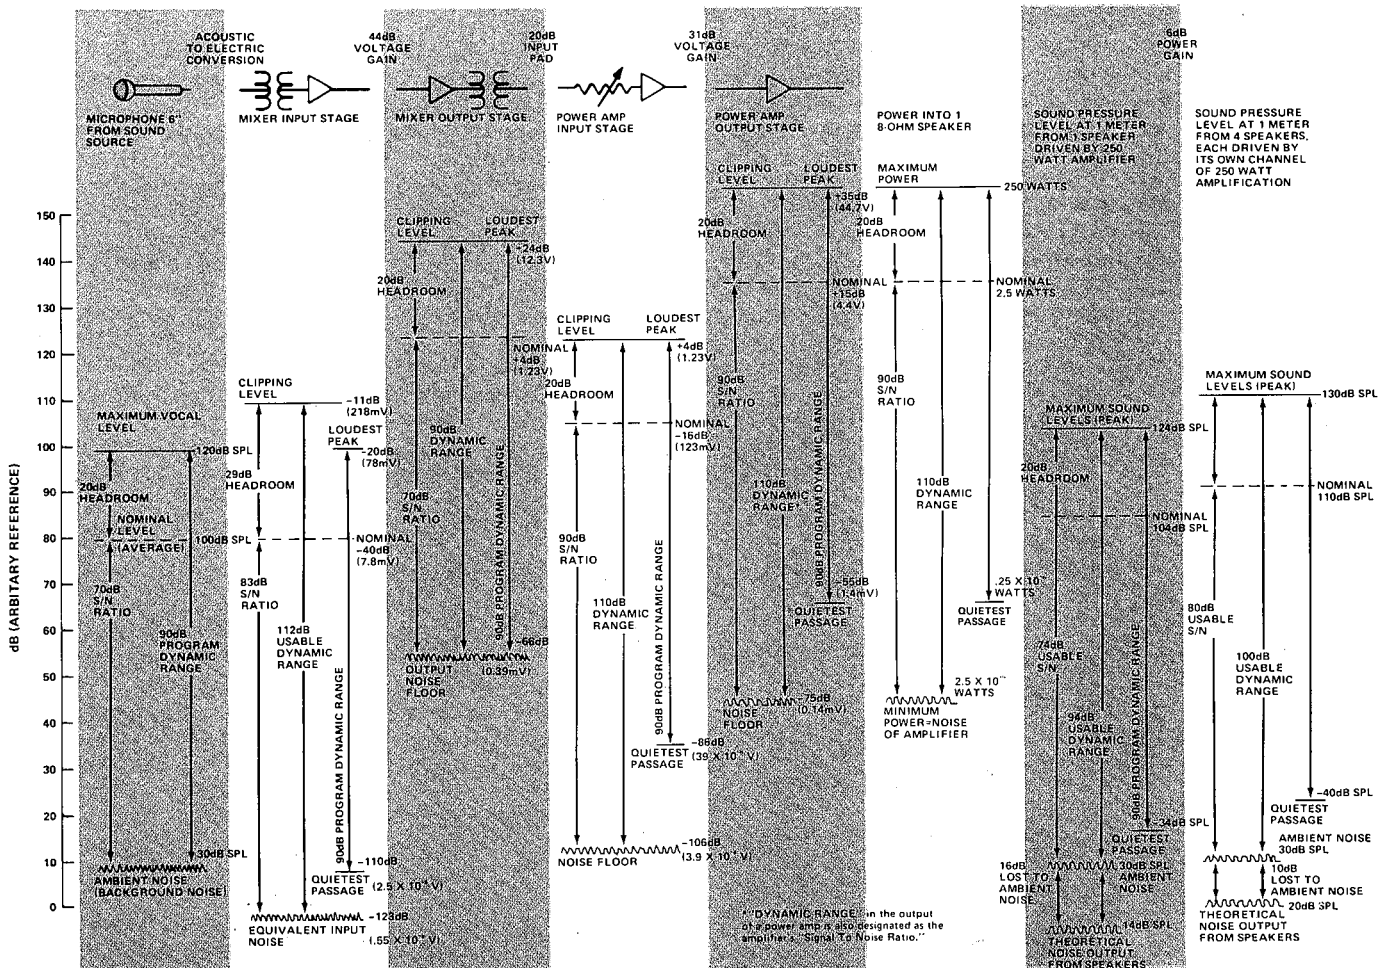 ACOUSTIC
TO ELECTRIC
CONVERSION
44dB
VOLTAGE
GAIN
20dB
INPUT
PAD
31dB
VOLTAGE
GAIN
6dB
POWER
GAIN
MICROPHONE 6"
FROM SOUND
SOURCE
MIXER INPUT STAGE
MIXER OUTPUT STAGE
POWER AMP
INPUT STAGE
POWER AMP
OUTPUT STAGE
POWER INTO 1
8-OHM SPEAKER
SOUND PRESSURE
LEVEL AT 1 METER
FROM 1 SPEAKER
DRIVEN BY 250
WATT AMPLIFIER
SOUND PRESSURE
LEVEL AT 1 METER
FROM 4 SPEAKERS,
EACH DRIVEN BY
ITS OWN CHANNEL
OF 250 WATT
AMPLIFICATION
dB (ARBITRARY REFERENCE)
150
140
130
120
110
100
90
80
70
60
50
40
30
20
10
0
MAXIMUM VOCAL
LEVEL
120dB SPL
20dB
HEADROOM
NOMINAL
LEVEL
(AVERAGE)
100dB SPL
70dB
S/N
RATIO
90dB
PROGRAM
DYNAMIC
RANGE
30dB SPL
AMBIENT NOISE
(BACKGROUND NOISE)
CLIPPING
LEVEL
-11dB
(218mV)
LOUDEST
PEAK
-20dB
(78mV)
29dB
HEADROOM
NOMINAL
-40dB
(7.8mV)
83dB
S/N
RATIO
112dB
USABLE
DYNAMIC
RANGE
90dB PROGRAM DYNAMIC RANGE
-110dB
QUIETEST
PASSAGE
-123dB
EQUIVALENT INPUT
NOISE
CLIPPING
LEVEL
LOUDEST
PEAK
+24dB
(12.3V)
20dB
HEADROOM
NOMINAL
+4dB
(1.23V)
70dB
S/N
RATIO
90dB
DYNAMIC
RANGE
90dB PROGRAM DYNAMIC RANGE
-66dB
(0.39mV)
OUTPUT
NOISE
FLOOR
CLIPPING
LEVEL
LOUDEST
PEAK
+4dB
(1.23V)
20dB
HEADROOM
NOMINAL
-16dB
(123mV)
90dB
S/N
RATIO
110dB
DYNAMIC
RANGE
90dB PROGRAM DYNAMIC RANGE
-86dB
QUIETEST
PASSAGE
-106dB
NOISE FLOOR
CLIPPING
LEVEL
LOUDEST
PEAK
+35dB
(44.7V)
20dB
HEADROOM
NOMINAL
+15dB
(4.4V)
90dB
S/N
RATIO
110dB
DYNAMIC
RANGE*
90dB PROGRAM DYNAMIC RANGE
-55dB
(1.4mV)
QUIETEST
PASSAGE
-75dB
(0.14mV)
NOISE
FLOOR
MAXIMUM
POWER
250 WATTS
20dB
HEADROOM
NOMINAL
2.5 WATTS
90dB
S/N
RATIO
110dB
DYNAMIC
RANGE
WATTS
QUIETEST
PASSAGE
WATTS
MINIMUM
POWER=NOISE
OF AMPLIFIER
*"DYNAMIC RANGE" in the output
of a power amp is also designated as the
amplifier's "Signal To Noise Ratio."
MAXIMUM SOUND
LEVELS (PEAK)
124dB SPL
20dB
HEADROOM
NOMINAL
104dB SPL
74dB
USABLE
S/N
94dB
USABLE
DYNAMIC
RANGE
90dB PROGRAM DYNAMIC RANGE
34dB SPL
QUIETEST
PASSAGE
16dB
LOST TO
AMBIENT
NOISE
30dB SPL
AMBIENT
NOISE
14dB SPL
THEORETICAL
NOISE OUTPUT
FROM SPEAKERS
MAXIMUM SOUND
LEVELS (PEAK)
130dB SPL
NOMINAL
110dB SPL
80dB
USABLE
S/N
100dB
USABLE
DYNAMIC
RANGE
40dB SPL
QUIETEST
PASSAGE
AMBIENT NOISE
30dB SPL
10dB
LOST TO
AMBIENT NOISE
20dB SPL
THEORETICAL
NOISE OUTPUT
FROM SPEAKERS